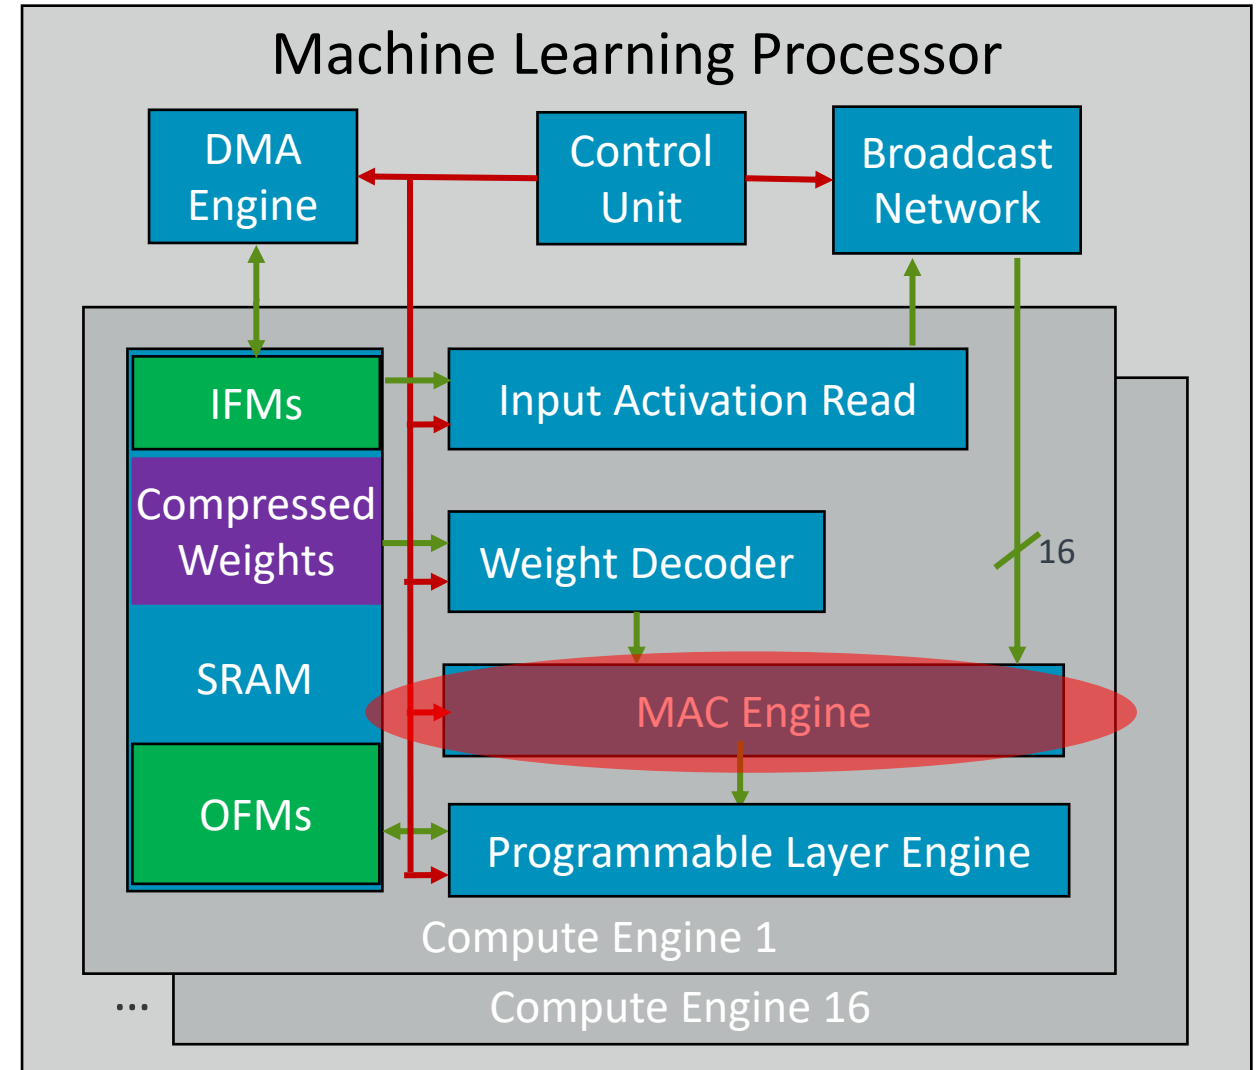 Machine Learning Processor
DMA
Engine
Control
Unit
Broadcast
Network
IFMs
Input Activation Read
Compressed
Weights
Weight Decoder
16
SRAM
MAC Engine
OFMs
Programmable Layer Engine
Compute Engine 1
...
Compute Engine 16